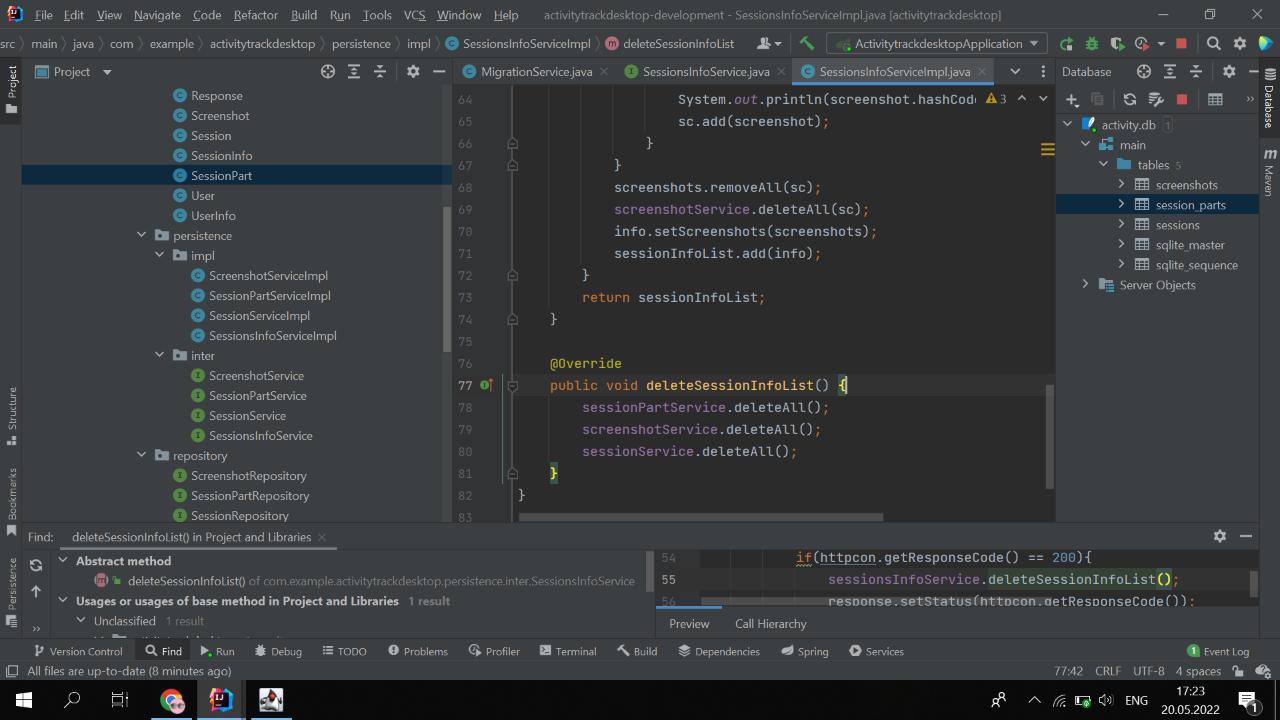 File Edit View Navigate Code Refactor Build Run Tools VCS Window Help activitytrackdesktop-development - SessionsInfoServiceImpl.java [activitytrackdesktop]
src main java com example activitytrackdesktop persistence impl SessionsInfoServiceImpl deleteSessionInfoList ActivitytrackdesktopApplication
Project
Project
Response
Screenshot
Session
SessionInfo
SessionPart
User
UserInfo
persistence
impl
ScreenshotServiceImpl
SessionPartServiceImpl
SessionServiceImpl
SessionsInfoServiceImpl
inter
ScreenshotService
SessionPartService
SessionService
SessionsInfoService
repository
ScreenshotRepository
SessionPartRepository
SessionRepository
Structure
Bookmarks
Persistence
MigrationService.java SessionsInfoService.java SessionsInfoServiceImpl.java
64 System.out.println(screenshot.hashCode
3
65 sc.add(screenshot);
66 }
67 }
68 screenshots.removeAll(sc);
69 screenshotService.deleteAll(sc);
70 info.setScreenshots(screenshots);
71 sessionInfoList.add(info);
72 }
73 return sessionInfoList;
74 }
75
76 @Override
77 public void deleteSessionInfoList() {
78 sessionPartService.deleteAll();
79 screenshotService.deleteAll();
80 sessionService.deleteAll();
81 }
82 }
83
Database
activity.db 1
main
tables 5
screenshots
session_parts
sessions
sqlite_master
sqlite_sequence
Server Objects
Database
Maven
Find: deleteSessionInfoList() in Project and Libraries
Abstract method
deleteSessionInfoList() of com.example.activitytrackdesktop.persistence.inter.SessionsInfoService
Usages or usages of base method in Project and Libraries 1 result
Unclassified 1 result
54 if(httpcon.getResponseCode() == 200){
55 sessionsInfoService.deleteSessionInfoList();
56 response.setStatus(httpcon.getResponseCode());
Preview Call Hierarchy
Version Control Find Run Debug TODO Problems Profiler Terminal Build Dependencies Spring Services 1 Event Log
All files are up-to-date (8 minutes ago) 77:42 CRLF UTF-8 4 spaces
ENG 17:23
20.05.2022
1